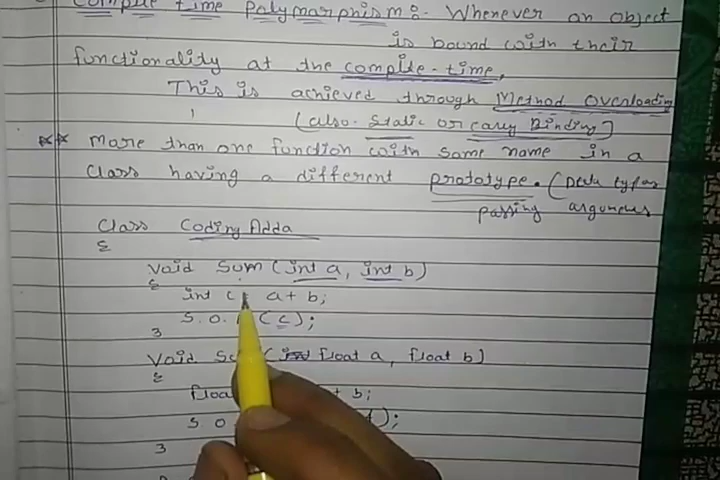 Compile time Polymorphism:- Whenever an object
is bound with their
functionality at the compile-time,
This is achieved through Method Overloading
(also Static or early Binding)
** More than one function with same name in a
class having a different prototype. (Data types
passing arguments
Class Coding Adda
{
Void Sum (int a, int b)
{
int c = a + b;
S. O. (c);
}
Void (float a, float b)
{
+ b;
S O );
}